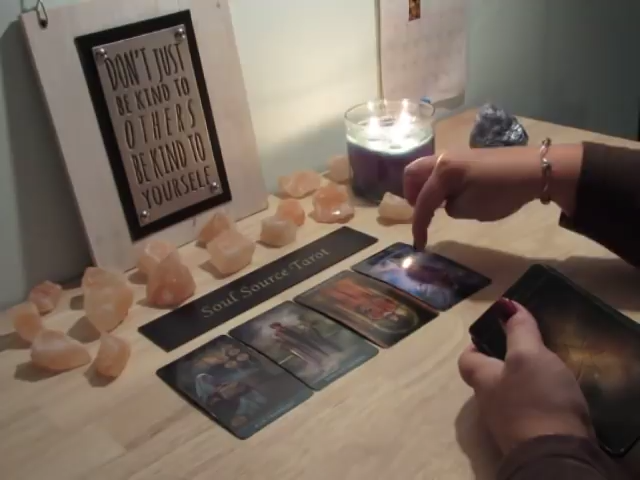 DON'T JUST
BE KIND TO
OTHERS
BE KIND TO
YOURSELF
Soul Source Tarot